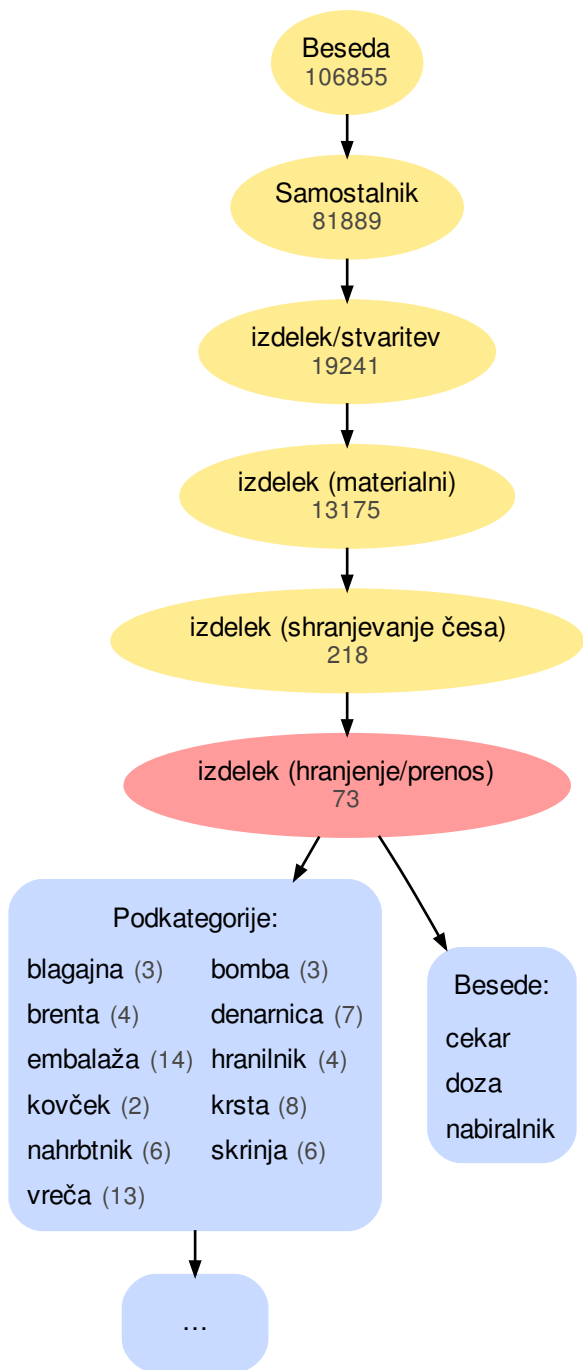 Beseda
106855
Samostalnik
81889
izdelek/stvaritev
19241
izdelek (materialni)
13175
izdelek (shranjevanje česa)
218
izdelek (hranjenje/prenos)
73
Podkategorije:
blagajna (3) bomba (3)
brenta (4) denarnica (7)
embalaža (14) hranilnik (4)
kovček (2) krsta (8)
nahrbtnik (6) skrinja (6)
vreča (13)
Besede:
cekar
doza
nabiralnik
…